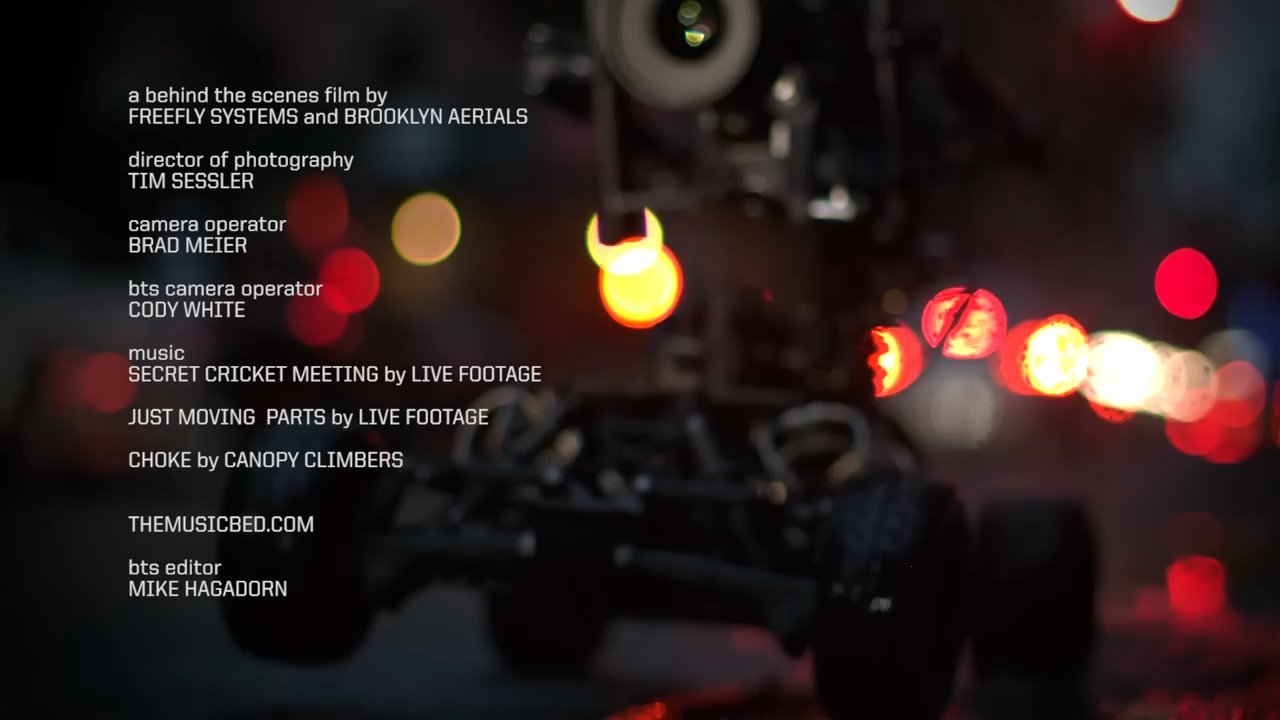 a behind the scenes film by
FREEFLY SYSTEMS and BROOKLYN AERIALS
director of photography
TIM SESSLER
camera operator
BRAD MEIER
bts camera operator
CODY WHITE
music
SECRET CRICKET MEETING by LIVE FOOTAGE
JUST MOVING  PARTS by LIVE FOOTAGE
CHOKE by CANOPY CLIMBERS
THEMUSICBED.COM
bts editor
MIKE HAGADORN